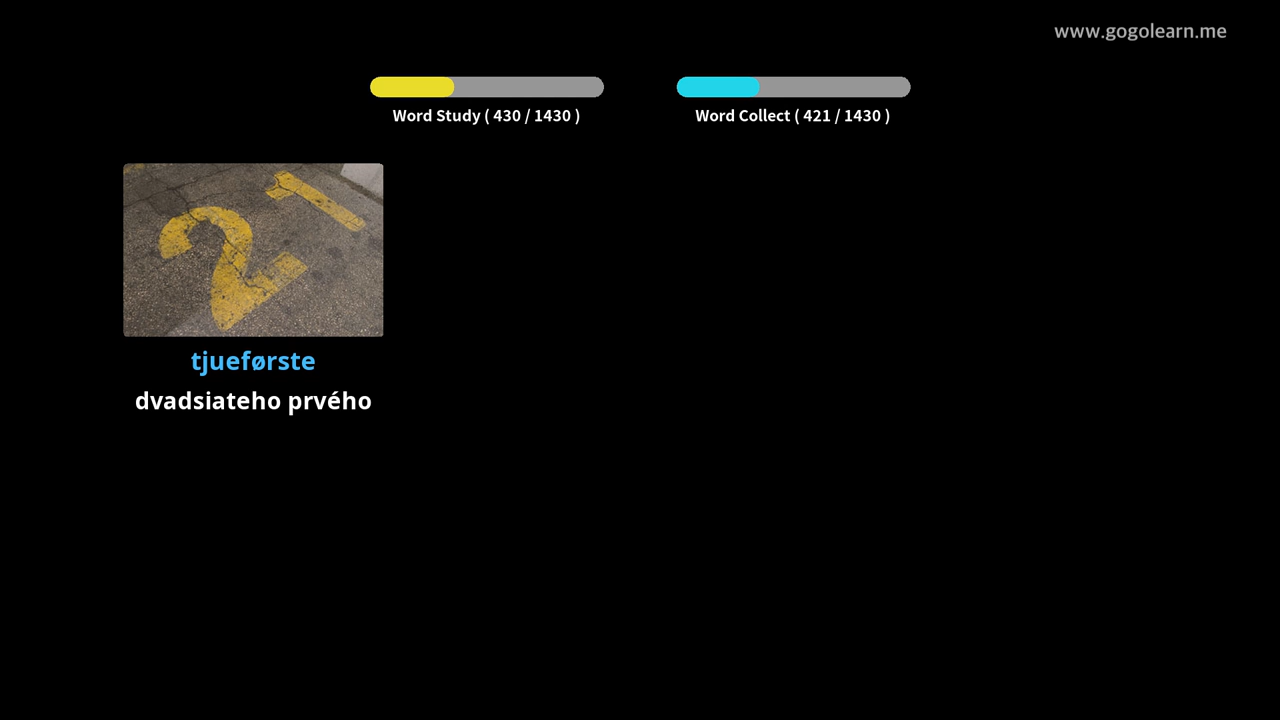 www.gogolearn.me
Word Study ( 430 / 1430 )
Word Collect ( 421 / 1430 )
21
tjueførste
dvadsiateho prvého